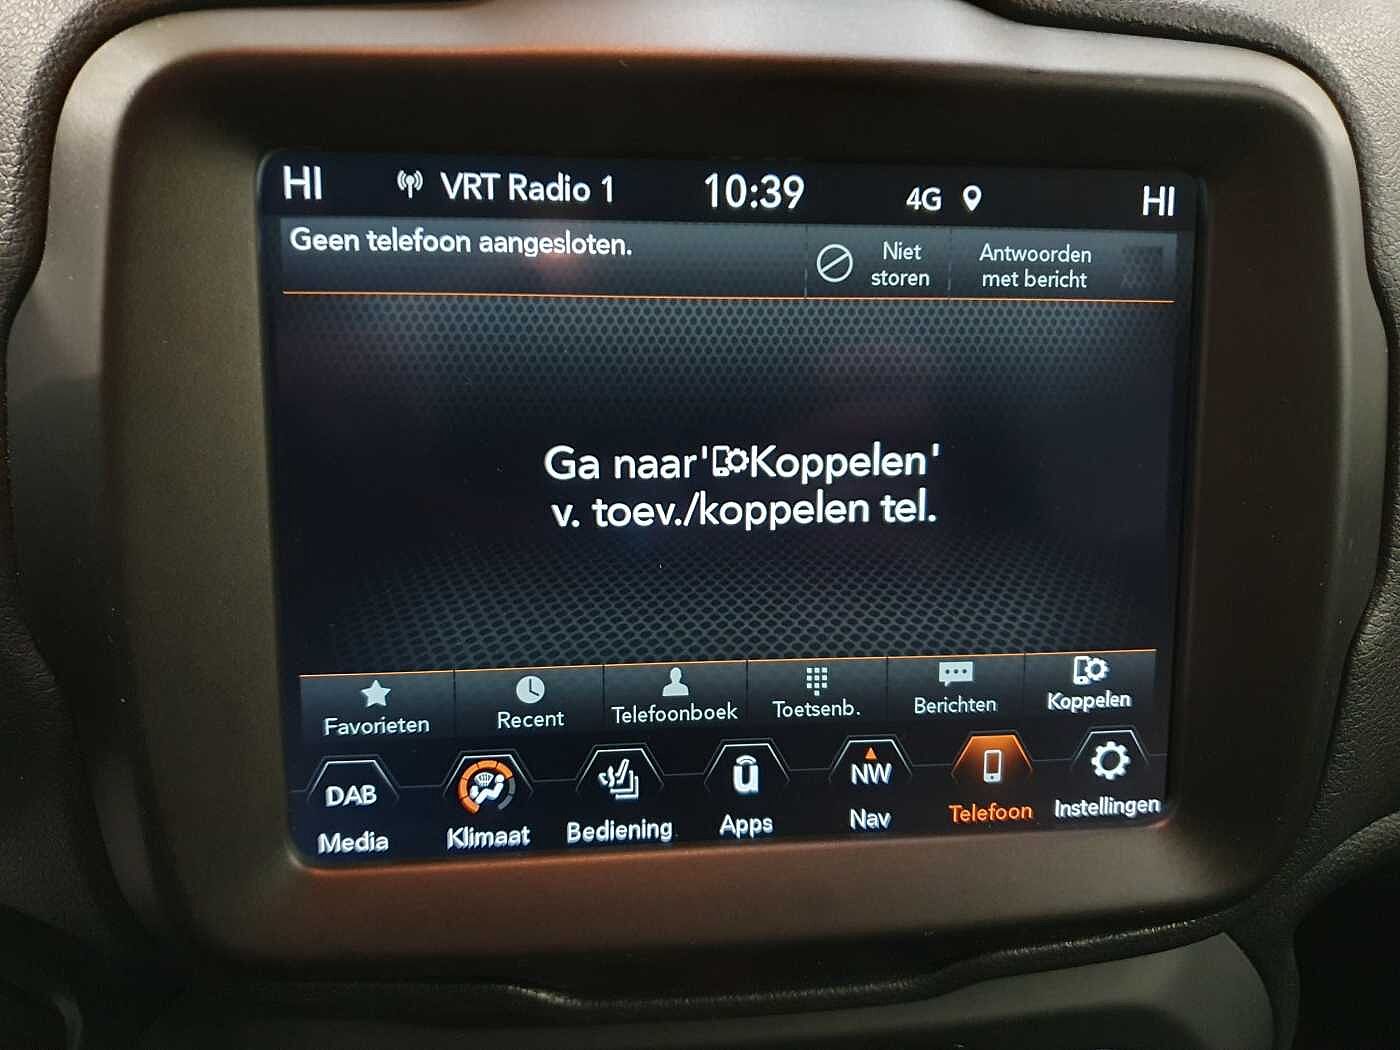 HI VRT Radio 1 10:39 4G HI
Geen telefoon aangesloten.
Niet
storen
Antwoorden
met bericht
Ga naar'Koppelen'
v. toev./koppelen tel.
Favorieten Recent Telefoonboek Toetsenb. Berichten Koppelen
DAB u NW
Media Klimaat Bediening Apps Nav Telefoon Instellingen